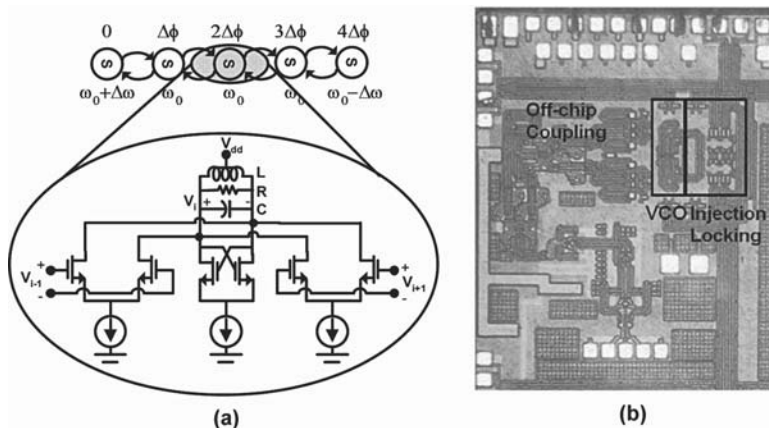 0 Δφ 2Δφ 3Δφ 4Δφ
S S S S S
ω₀+Δω ω₀ ω₀ ω₀ ω₀−Δω
Vdd
L
R
Vi + -
C
+ +
Vi-1 Vi+1
- -
(a)
Off-chip
Coupling
VCO Injection
Locking
(b)